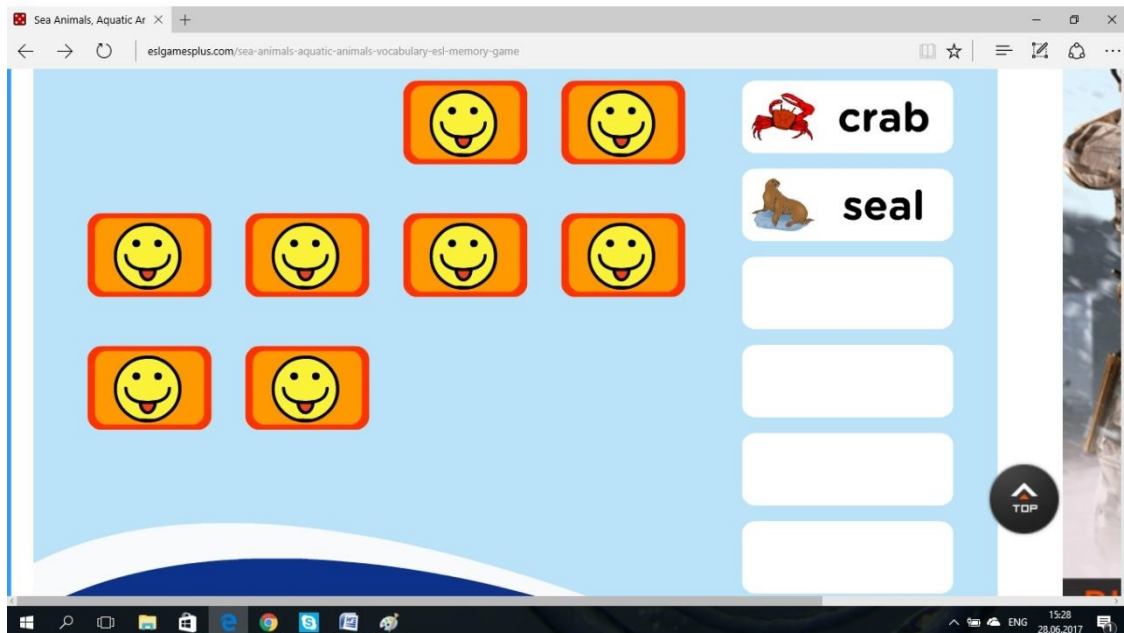 Sea Animals, Aquatic Ar
eslgamesplus.com/sea-animals-aquatic-animals-vocabulary-esl-memory-game
crab
seal
TOP
ENG
15:28
28.06.2017